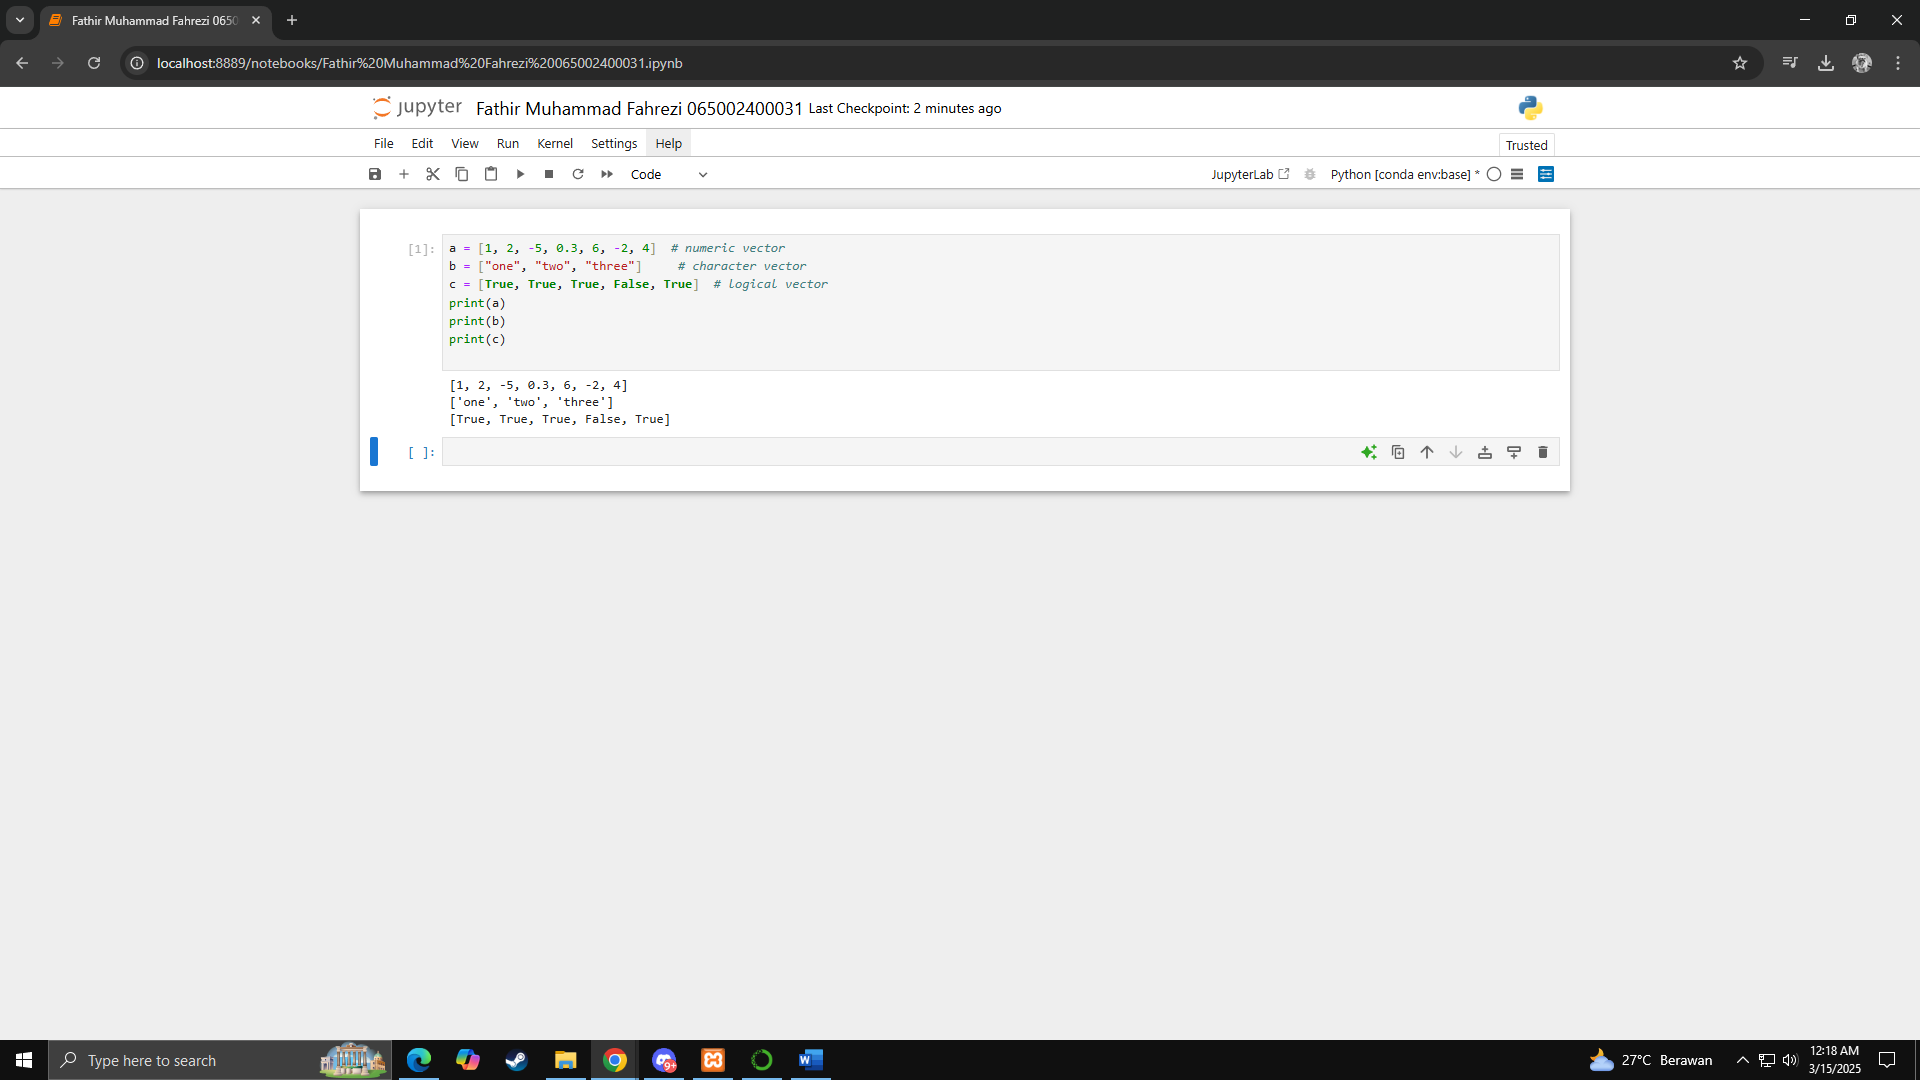 Fathir Muhammad Fahrezi 0650
localhost:8889/notebooks/Fathir%20Muhammad%20Fahrezi%20065002400031.ipynb
jupyter Fathir Muhammad Fahrezi 065002400031 Last Checkpoint: 2 minutes ago
File Edit View Run Kernel Settings Help Trusted
Code JupyterLab Python [conda env:base] *
[1]: a = [1, 2, -5, 0.3, 6, -2, 4]  # numeric vector
b = ["one", "two", "three"]     # character vector
c = [True, True, True, False, True]  # logical vector
print(a)
print(b)
print(c)
[1, 2, -5, 0.3, 6, -2, 4]
['one', 'two', 'three']
[True, True, True, False, True]
[ ]:
Type here to search 9+ W 27°C Berawan 12:18 AM
3/15/2025